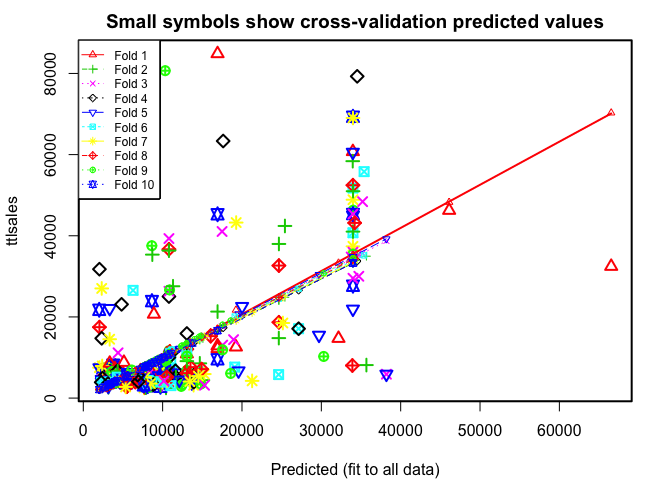 Small symbols show cross-validation predicted values
Fold 1
Fold 2
Fold 3
Fold 4
Fold 5
Fold 6
Fold 7
Fold 8
Fold 9
Fold 10
ttlsales
80000
60000
40000
20000
0
0 10000 20000 30000 40000 50000 60000
Predicted (fit to all data)